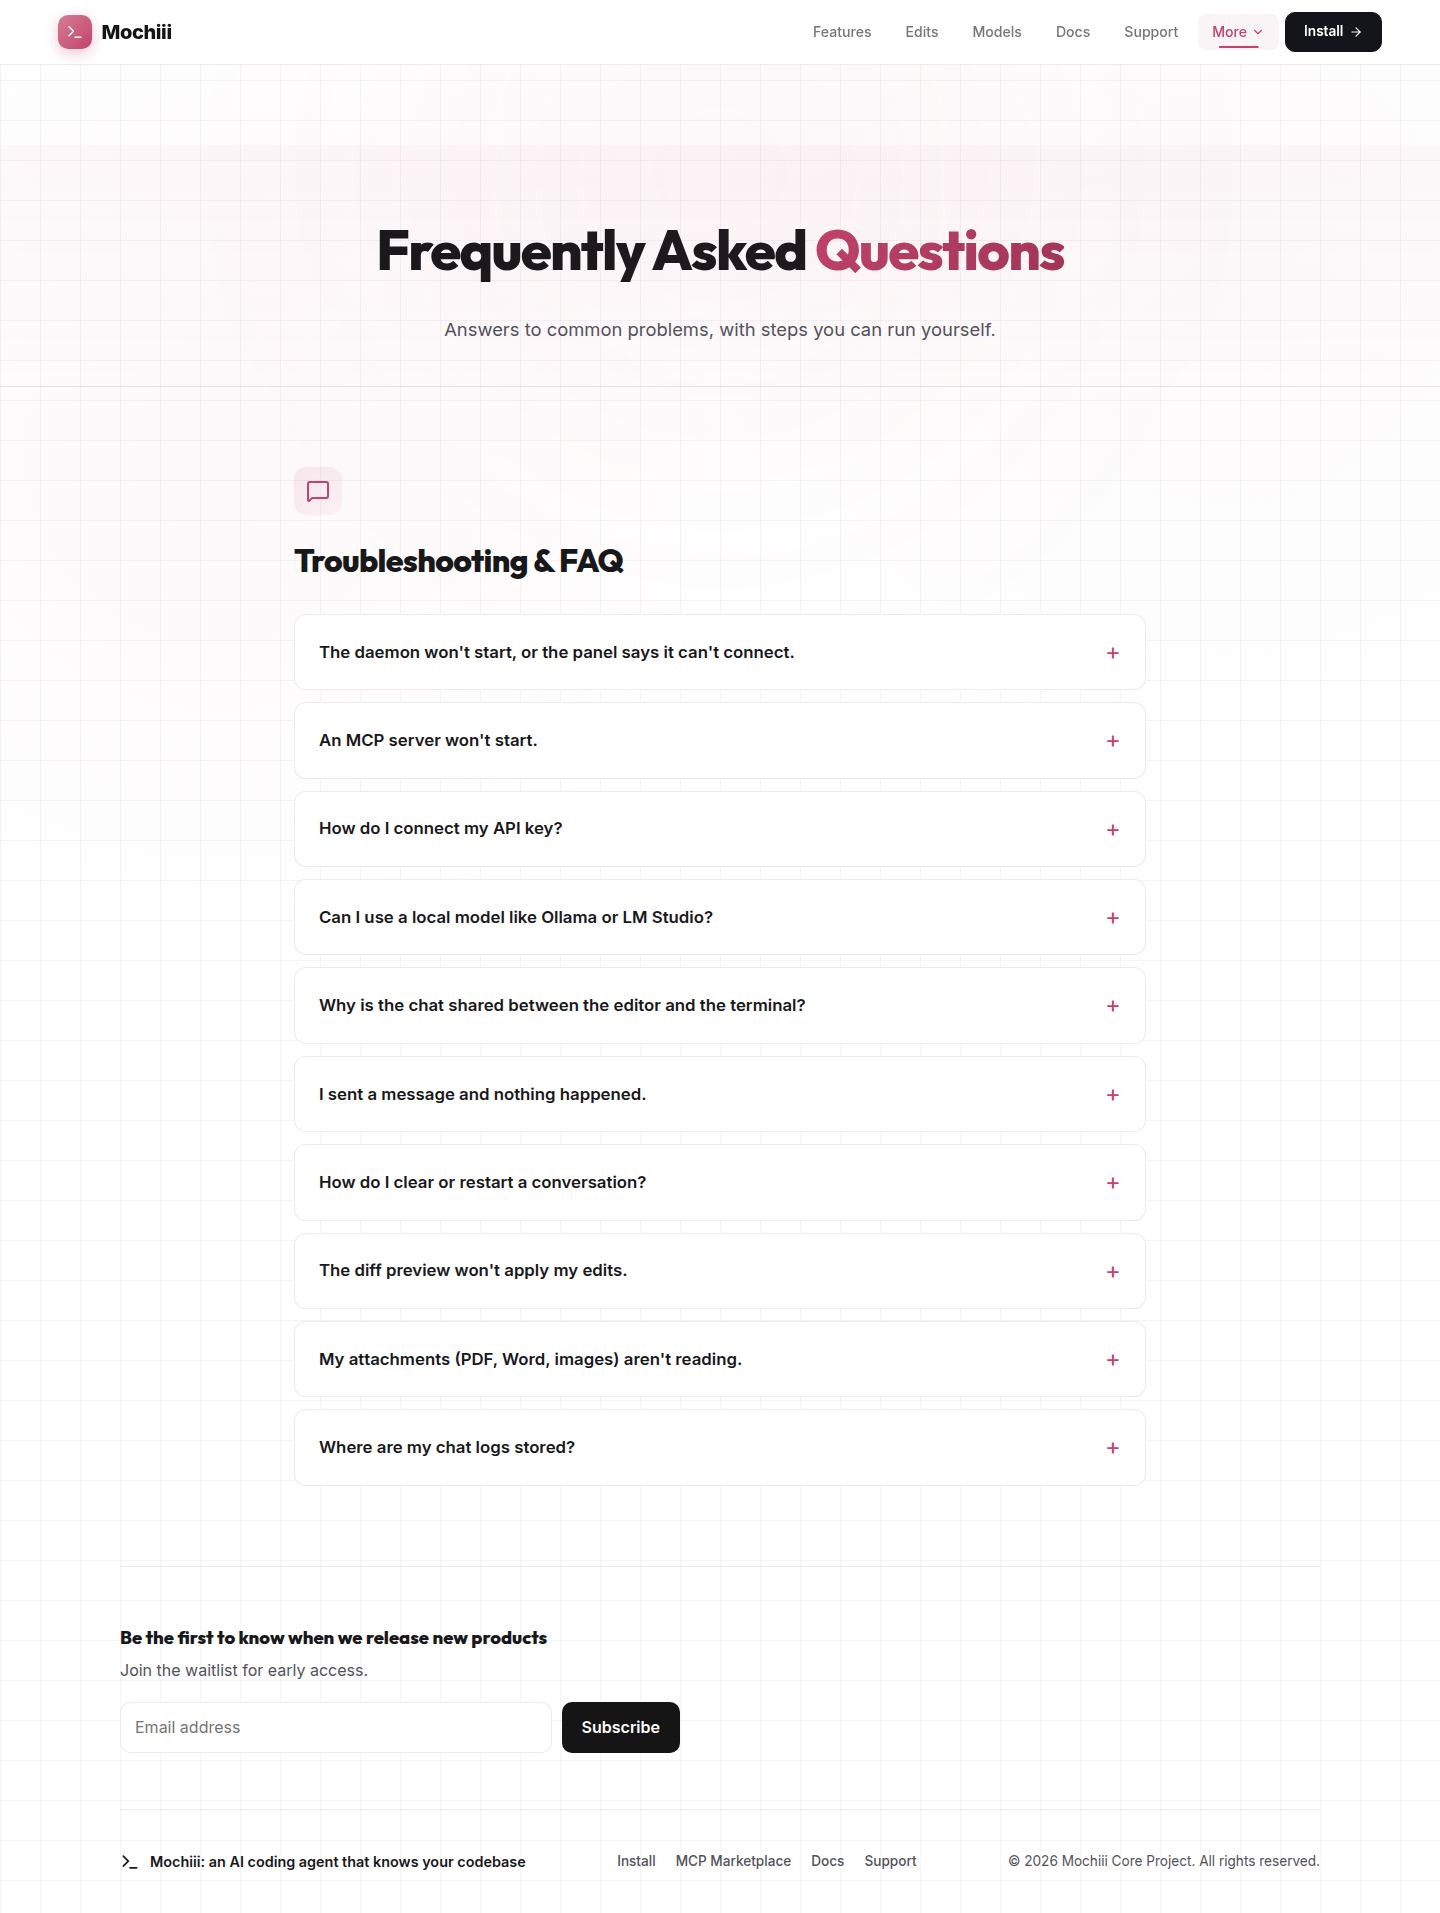 Mochiii
Features
Edits
Models
Docs
Support
More
Install
Frequently Asked Questions
Answers to common problems, with steps you can run yourself.
Troubleshooting & FAQ
The daemon won't start, or the panel says it can't connect.
An MCP server won't start.
How do I connect my API key?
Can I use a local model like Ollama or LM Studio?
Why is the chat shared between the editor and the terminal?
I sent a message and nothing happened.
How do I clear or restart a conversation?
The diff preview won't apply my edits.
My attachments (PDF, Word, images) aren't reading.
Where are my chat logs stored?
Be the first to know when we release new products
Join the waitlist for early access.
Email address
Subscribe
Mochiii: an AI coding agent that knows your codebase
Install
MCP Marketplace
Docs
Support
© 2026 Mochiii Core Project. All rights reserved.